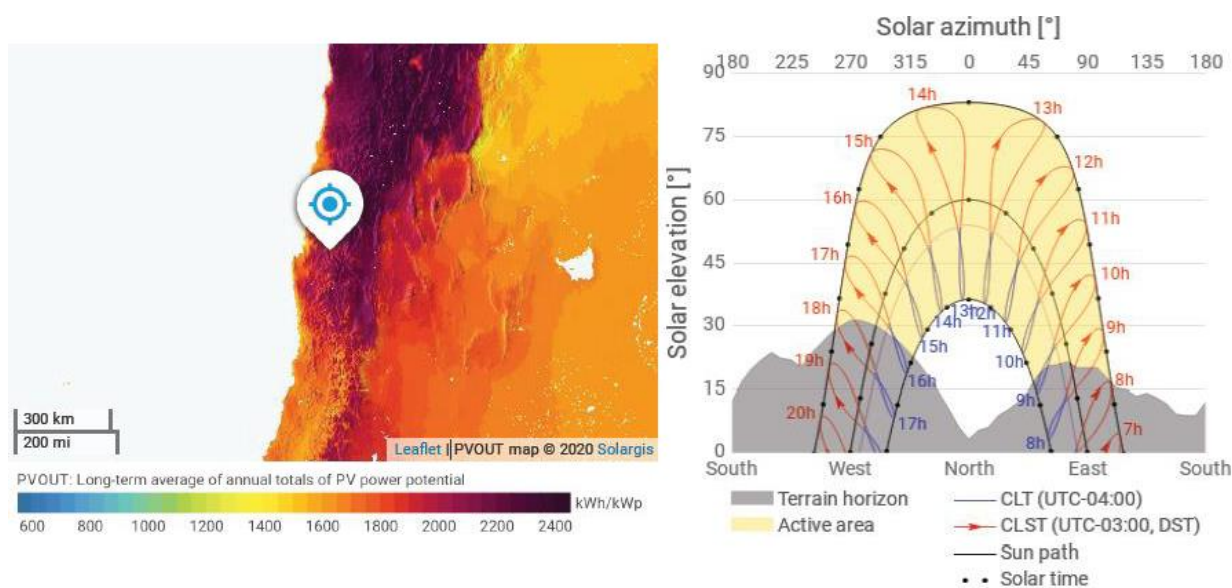 300 km
200 mi
Leaflet | PVOUT map © 2020 Solargis
PVOUT: Long-term average of annual totals of PV power potential
kWh/kWp
600 800 1000 1200 1400 1600 1800 2000 2200 2400
Solar azimuth [°]
180 225 270 315 0 45 90 135 180
Solar elevation [°]
90
75
60
45
30
15
0
14h
13h
15h
12h
16h
11h
17h
10h
18h
9h
19h
8h
20h
7h
13h
12h
14h
11h
15h
10h
16h
9h
17h
8h
South West North East South
Terrain horizon
Active area
CLT (UTC-04:00)
CLST (UTC-03:00, DST)
Sun path
Solar time